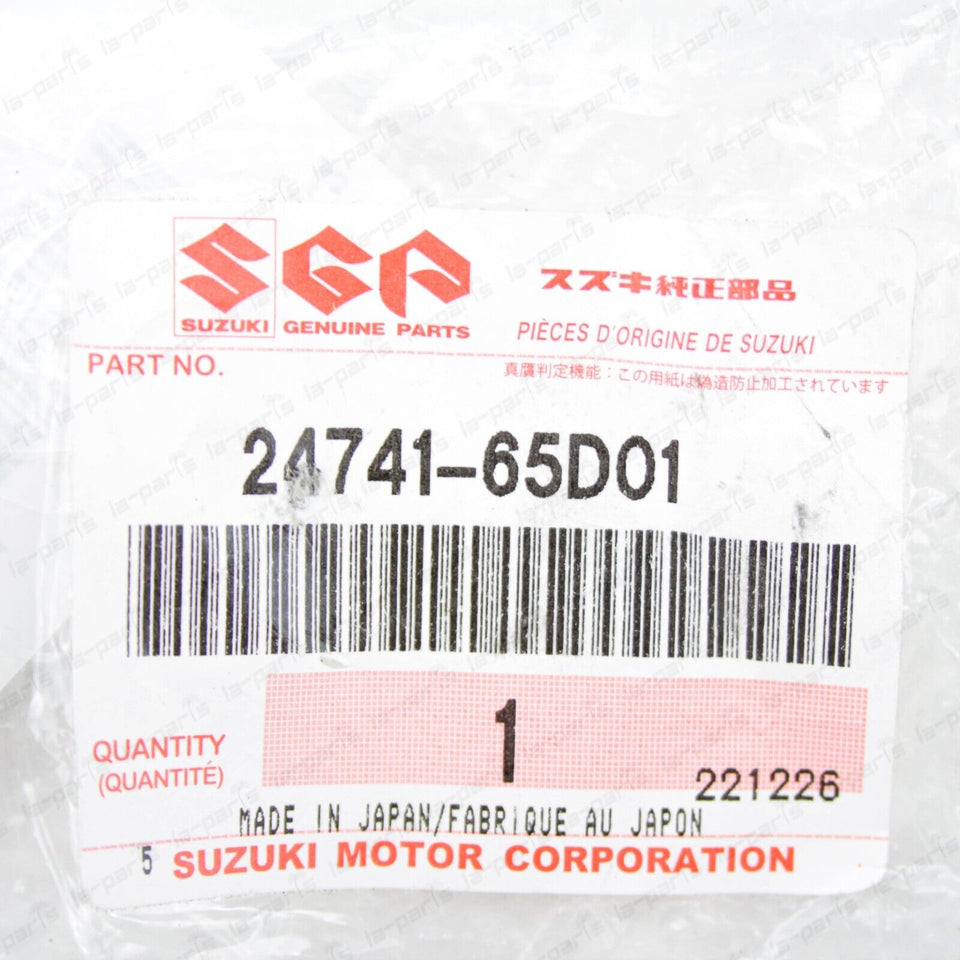 SGP
SUZUKI GENUINE PARTS
スズキ純正部品
PIÈCES D'ORIGINE DE SUZUKI
PART NO.
真贋判定機能：この用紙は偽造防止加工されています
24741-65D01
QUANTITY
(QUANTITÉ)
1
221226
MADE IN JAPAN/FABRIQUE AU JAPON
5 SUZUKI MOTOR CORPORATION
la-parts